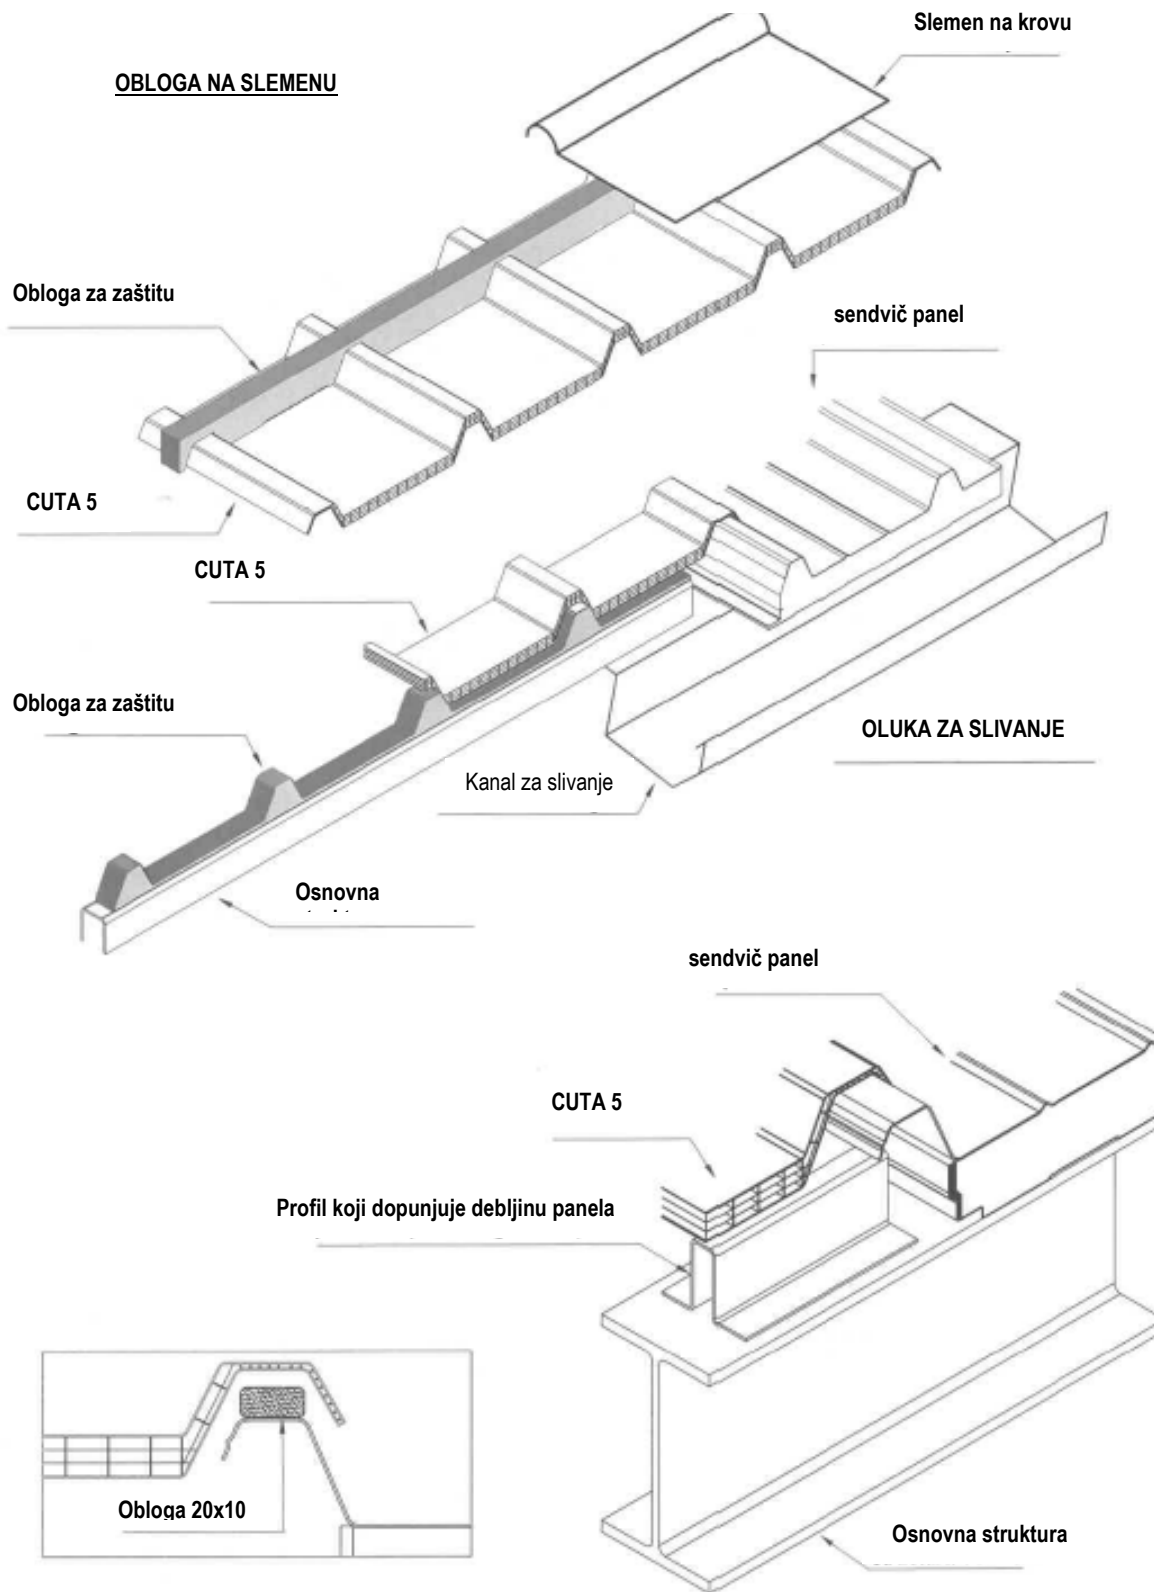 Slemen na krovu
OBLOGA NA SLEMENU
Obloga za zaštitu
sendvič panel
CUTA 5
CUTA 5
Obloga za zaštitu
OLUKA ZA SLIVANJE
Kanal za slivanje
Osnovna
sendvič panel
CUTA 5
Profil koji dopunjuje debljinu panela
Obloga 20x10
Osnovna struktura